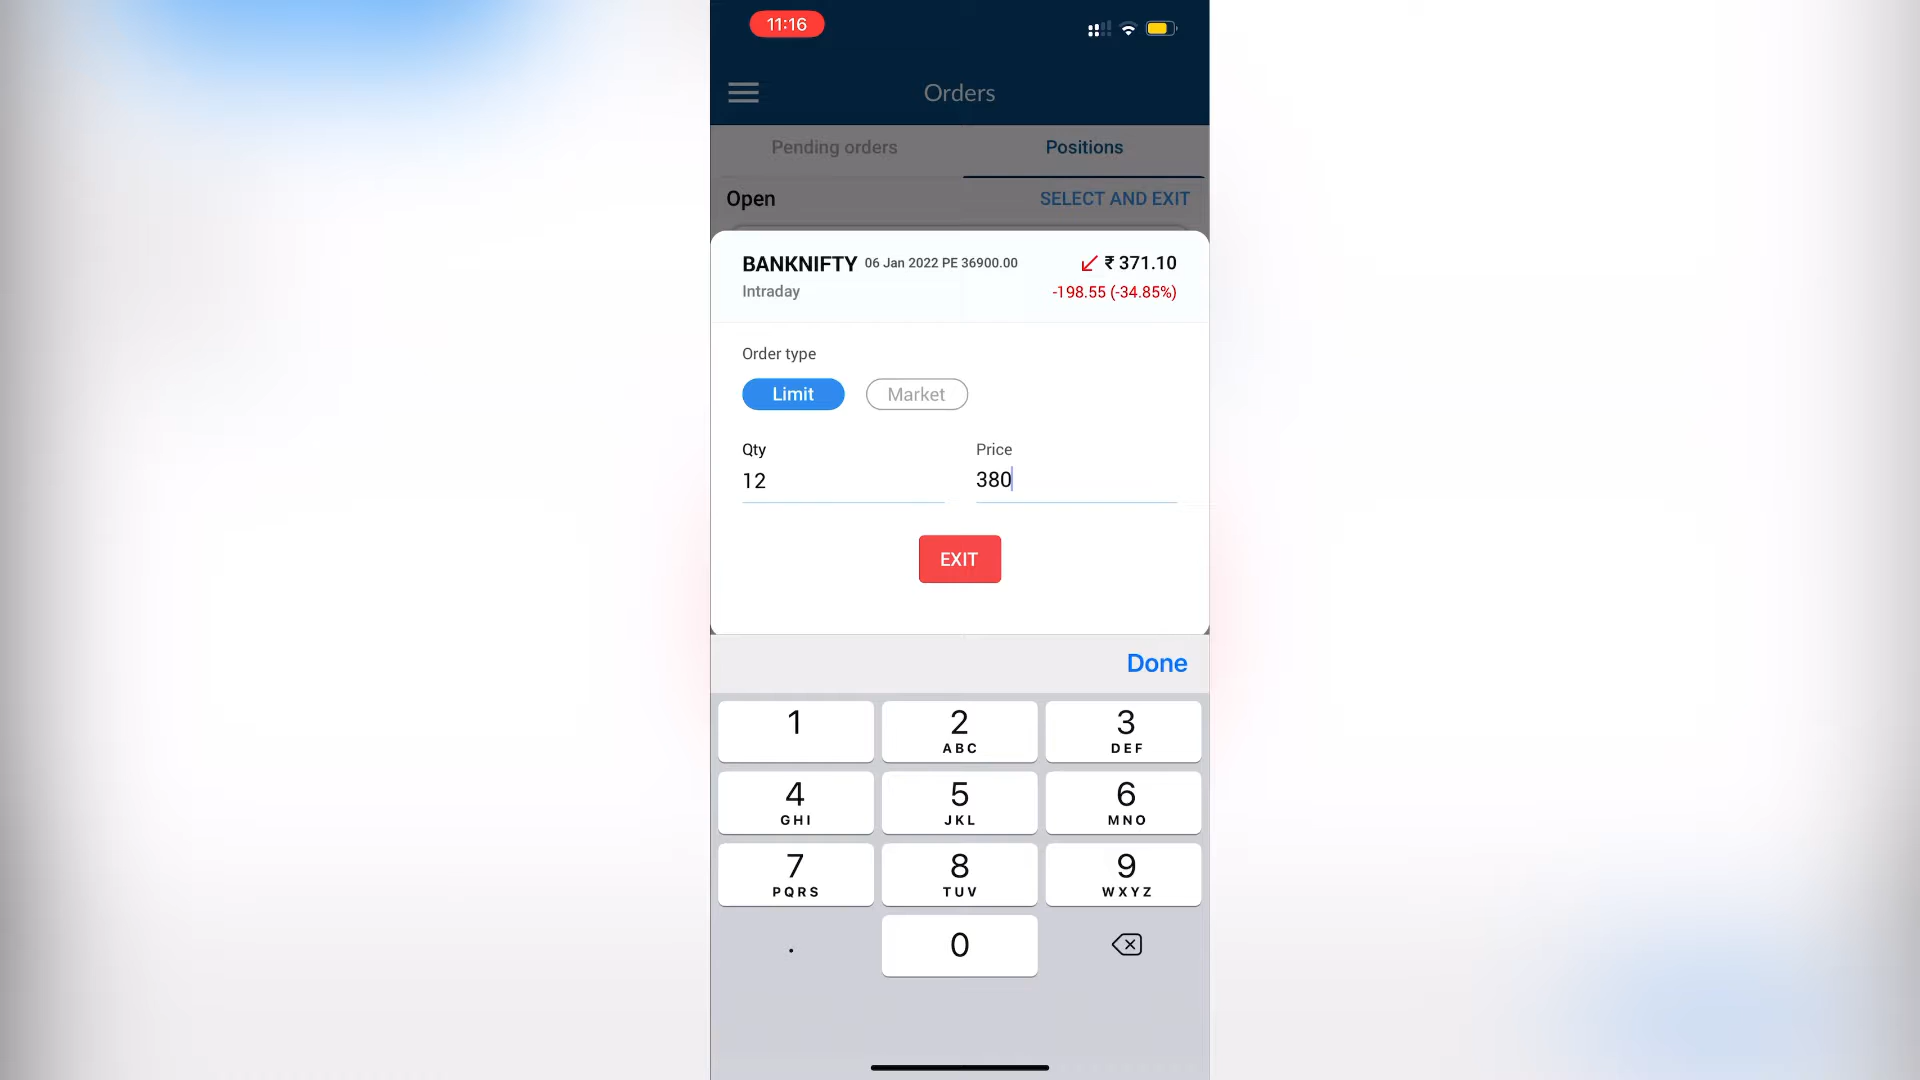 11:16
Orders
Pending orders Positions
Open SELECT AND EXIT
BANKNIFTY 06 Jan 2022 PE 36900.00 ₹ 371.10
Intraday -198.55 (-34.85%)
Order type
Limit Market
Qty Price
12 380
EXIT
Done
1 2 3
ABC DEF
4 5 6
GHI JKL MNO
7 8 9
PQRS TUV WXYZ
. 0